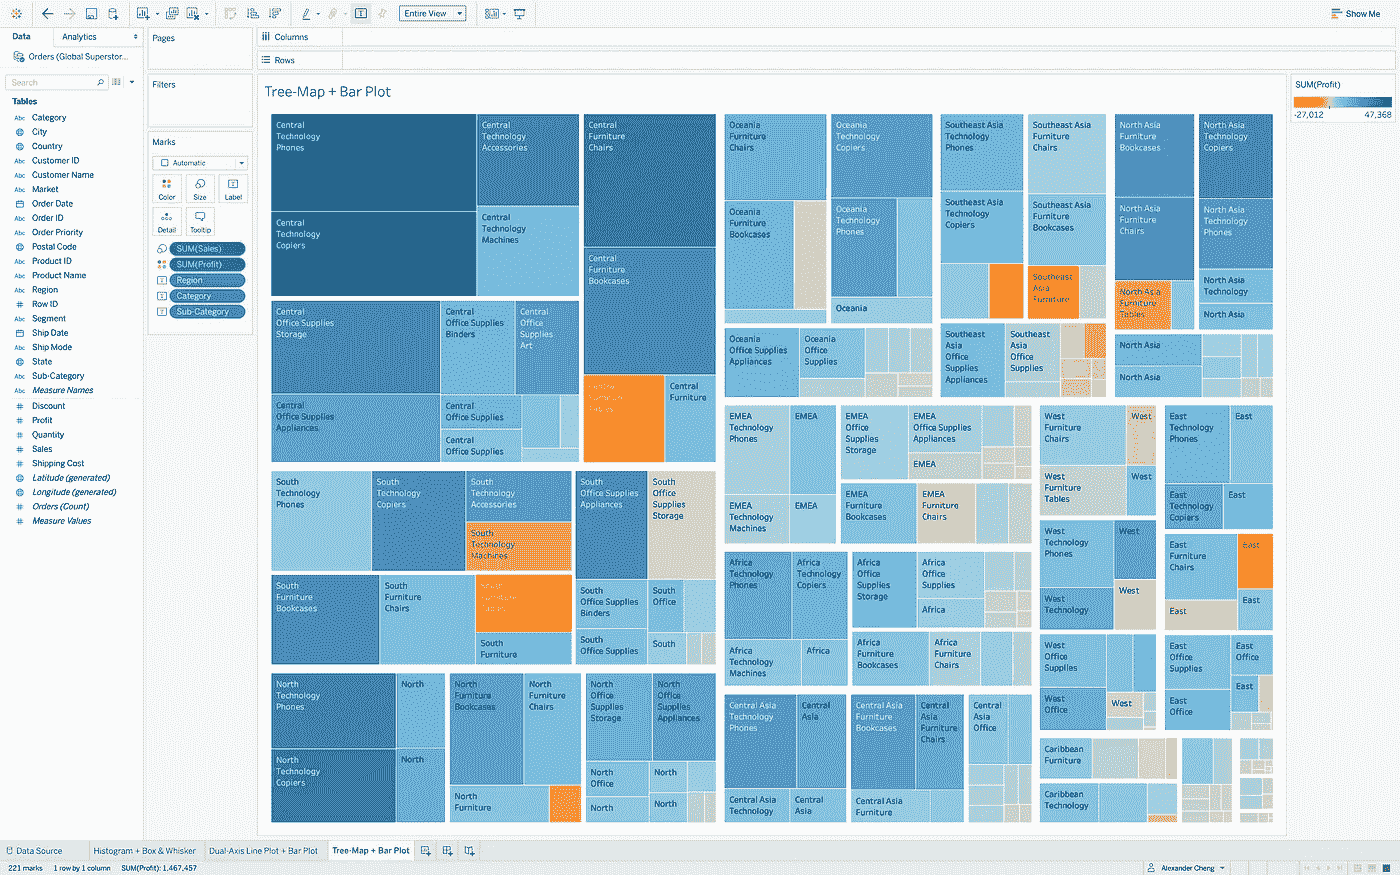 Entire View
Show Me
Data
Analytics
Pages
Columns
Rows
Orders (Global Superstor...
Search
Filters
Tables
Abc Category
City
Country
Abc Customer ID
Abc Customer Name
Abc Market
Order Date
Abc Order ID
Abc Order Priority
Postal Code
Abc Product ID
Abc Product Name
Abc Region
# Row ID
Abc Segment
Ship Date
Abc Ship Mode
State
Abc Sub-Category
Abc Measure Names
# Discount
# Profit
# Quantity
# Sales
# Shipping Cost
# Latitude (generated)
# Longitude (generated)
# Orders (Count)
# Measure Values
Marks
Automatic
Color
Size
Label
Detail
Tooltip
SUM(Sales)
SUM(Profit)
Region
Category
Sub-Category
Tree-Map + Bar Plot
Central
Technology
Phones
Central
Technology
Accessories
Central
Furniture
Chairs
Central
Technology
Copiers
Central
Technology
Machines
Central
Furniture
Bookcases
Central
Office Supplies
Storage
Central
Office Supplies
Binders
Central
Office
Supplies
Art
Central
Office Supplies
Appliances
Central
Office Supplies
Central
Office Supplies
Central
Furniture
South
Technology
Phones
South
Technology
Copiers
South
Technology
Accessories
South
Technology
Machines
South
Office Supplies
Appliances
South
Office
Supplies
Storage
South
Furniture
Bookcases
South
Furniture
Chairs
South
Furniture
South
Office Supplies
Binders
South
Office
South
Office Supplies
South
North
Technology
Phones
North
North
Technology
Copiers
North
North
Furniture
Bookcases
North
Furniture
Chairs
North
Furniture
North
Office
Supplies
Storage
North
Office
Supplies
Appliances
North
Office
North
North
North
Oceania
Furniture
Chairs
Oceania
Technology
Copiers
Oceania
Furniture
Bookcases
Oceania
Technology
Phones
Oceania
Oceania
Office Supplies
Appliances
Oceania
Office
Supplies
Southeast Asia
Technology
Phones
Southeast Asia
Furniture
Chairs
Southeast Asia
Technology
Copiers
Southeast Asia
Furniture
Bookcases
Southeast
Asia
Furniture
Southeast
Asia
Office
Supplies
Appliances
Southeast
Asia
Office
Supplies
North Asia
Furniture
Bookcases
North Asia
Technology
Copiers
North Asia
Furniture
Chairs
North Asia
Technology
Phones
North Asia
Furniture
Tables
North Asia
Technology
North Asia
North Asia
North Asia
EMEA
Technology
Phones
EMEA
EMEA
Office
Supplies
Storage
EMEA
Office Supplies
Appliances
EMEA
EMEA
Technology
Machines
EMEA
EMEA
Furniture
Bookcases
EMEA
Furniture
Chairs
West
Furniture
Chairs
West
West
Furniture
Tables
West
East
Technology
Phones
East
East
Technology
Copiers
East
West
Technology
Phones
West
West
Technology
West
East
Furniture
Chairs
East
East
East
Africa
Technology
Phones
Africa
Technology
Copiers
Africa
Office
Supplies
Storage
Africa
Office
Supplies
Africa
Africa
Technology
Machines
Africa
Africa
Furniture
Bookcases
Africa
Furniture
Chairs
West
Office
Supplies
West
Office
West
East
Office
Supplies
East
Office
East
East
Office
Central Asia
Technology
Phones
Central
Asia
Central Asia
Furniture
Bookcases
Central
Asia
Furniture
Chairs
Central
Asia
Office
Central Asia
Technology
Central
Asia
Central Asia
Furniture
Caribbean
Furniture
Caribbean
Technology
SUM(Profit)
-27,012
47,368
Data Source
Histogram + Box & Whisker
Dual-Axis Line Plot + Bar Plot
Tree-Map + Bar Plot
221 marks
1 row by 1 column
SUM(Profit): 1,467,457
Alexander Cheng